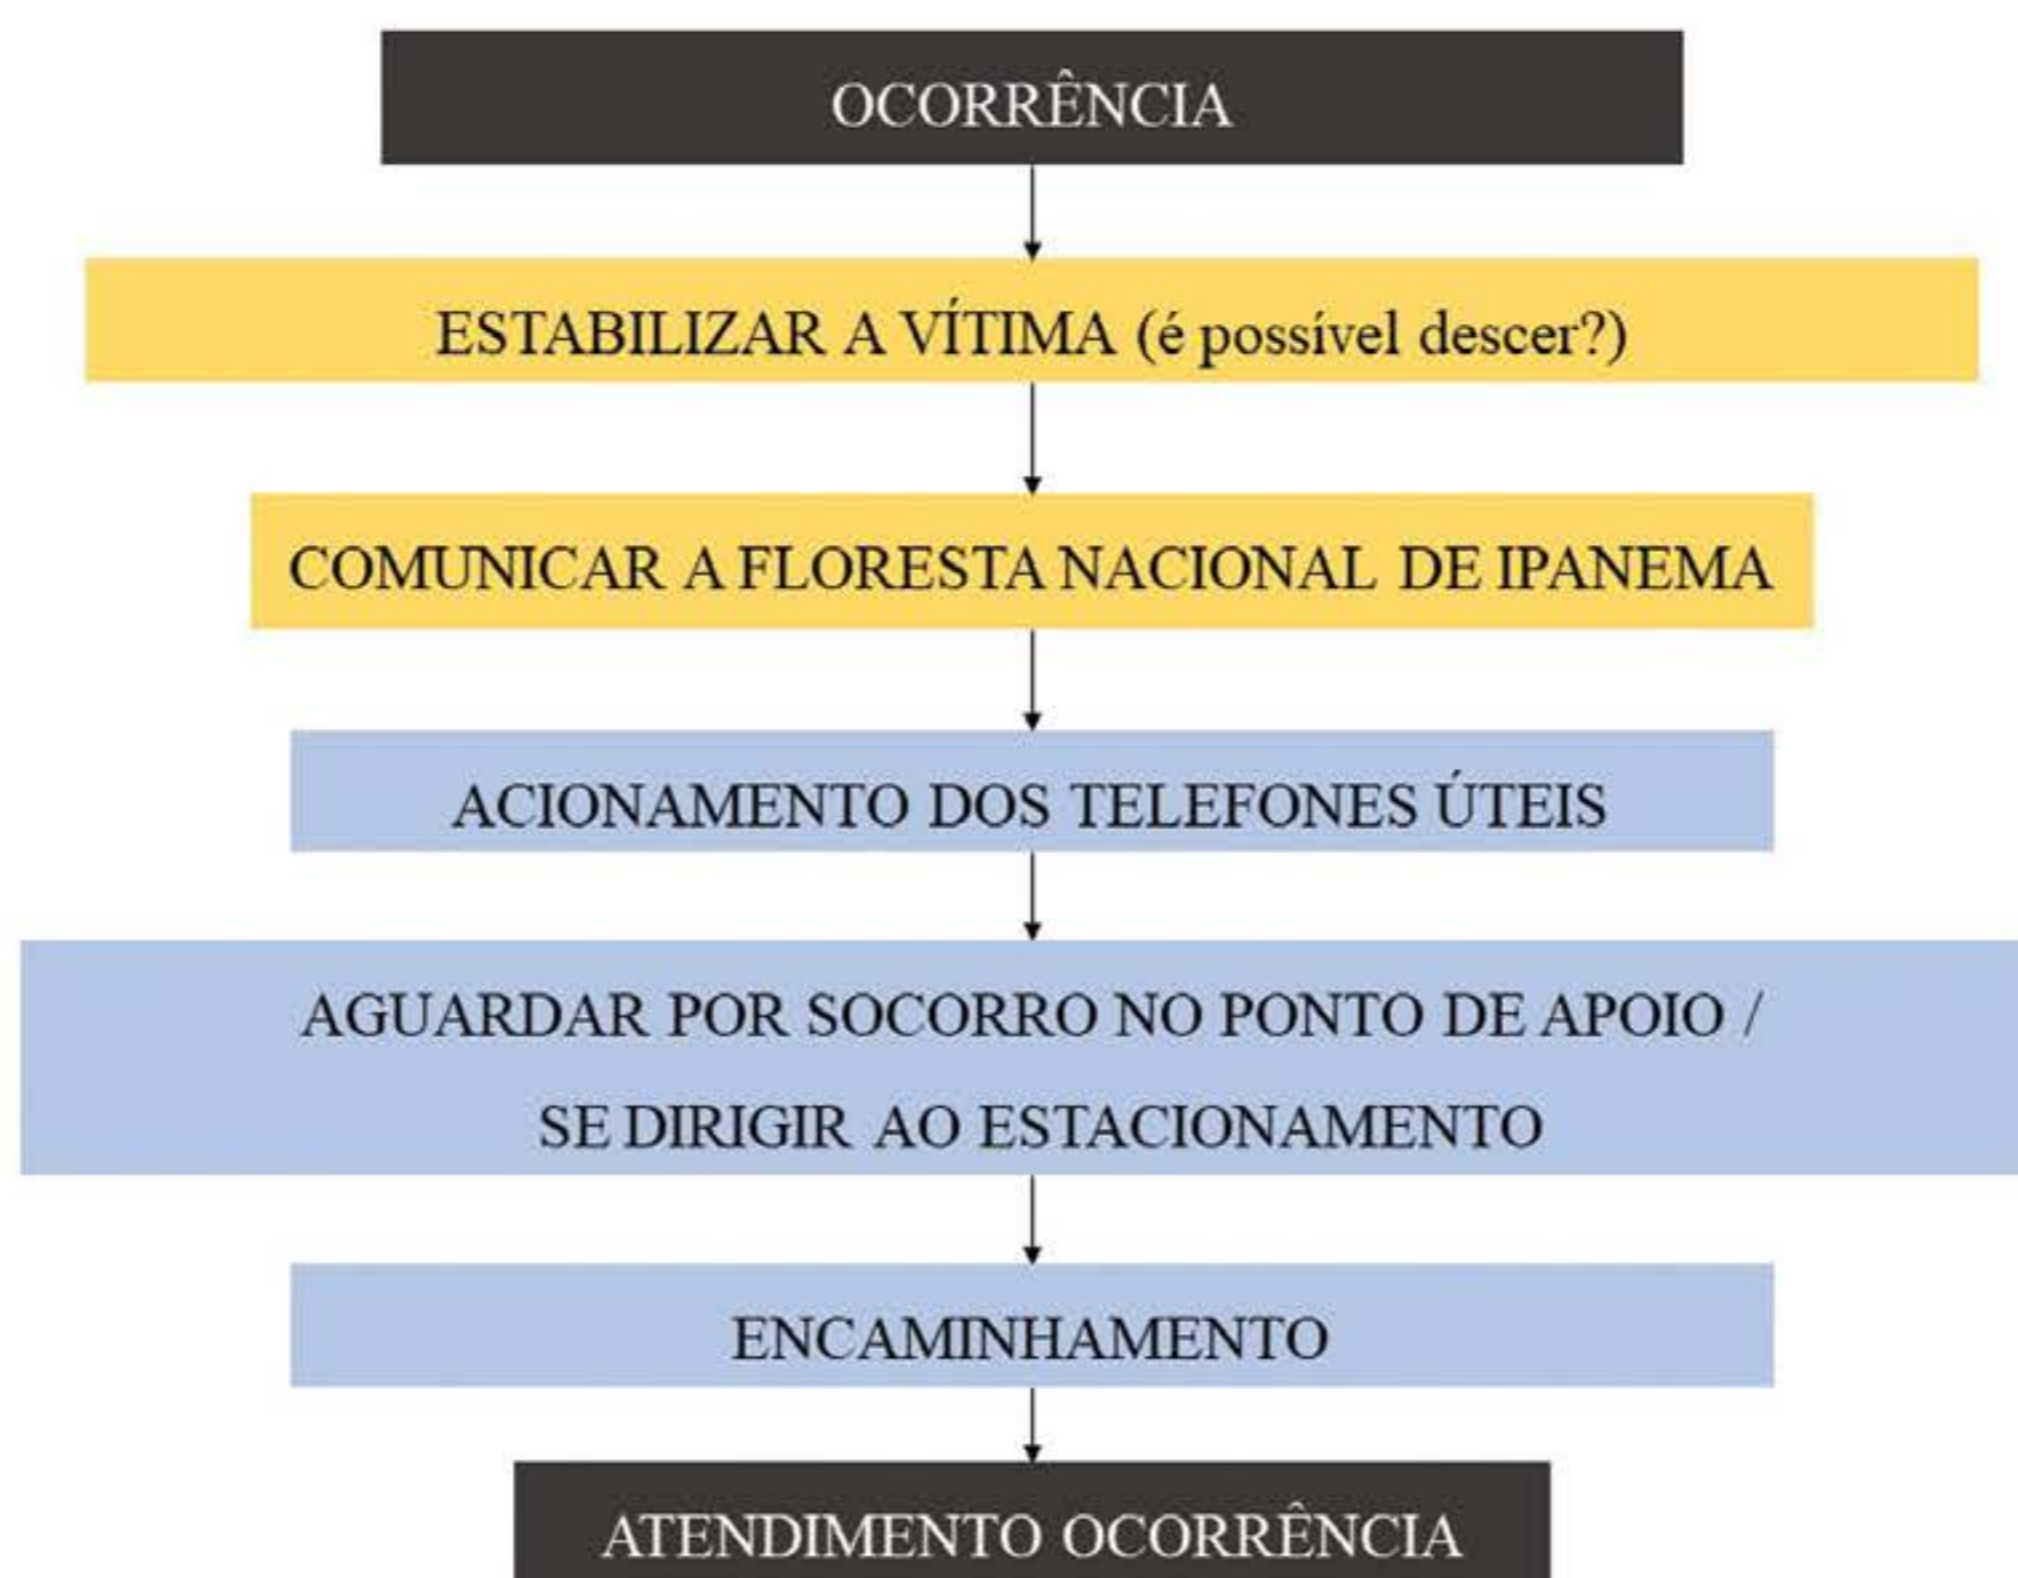 OCORRÊNCIA
ESTABILIZAR A VÍTIMA (é possível descer?)
COMUNICAR A FLORESTA NACIONAL DE IPANEMA
ACIONAMENTO DOS TELEFONES ÚTEIS
AGUARDAR POR SOCORRO NO PONTO DE APOIO /
SE DIRIGIR AO ESTACIONAMENTO
ENCAMINHAMENTO
ATENDIMENTO OCORRÊNCIA